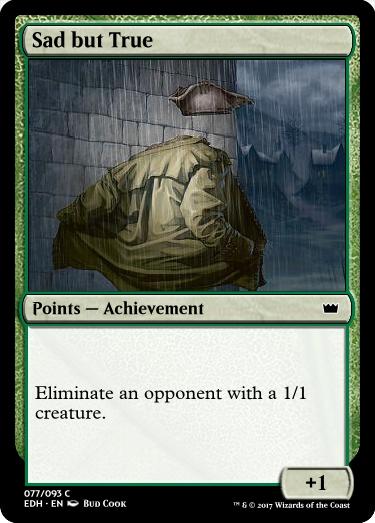 Sad but True
Points — Achievement
Eliminate an opponent with a 1/1
creature.
+1
077/093 C
EDH • EN BUD COOK
™ & © 2017 Wizards of the Coast